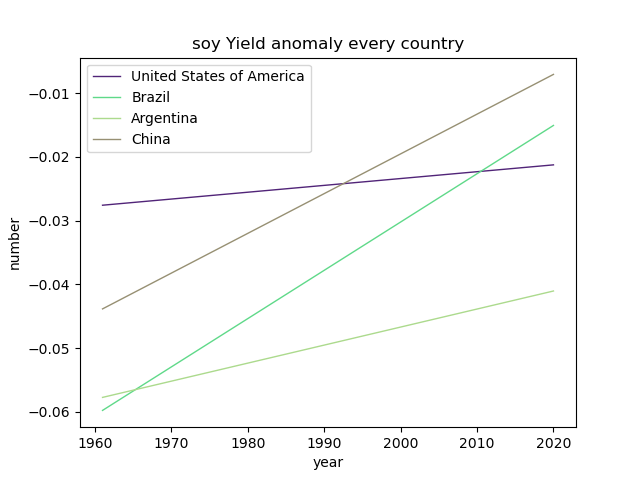 soy Yield anomaly every country
United States of America
Brazil
Argentina
China
number
−0.01
−0.02
−0.03
−0.04
−0.05
−0.06
1960 1970 1980 1990 2000 2010 2020
year